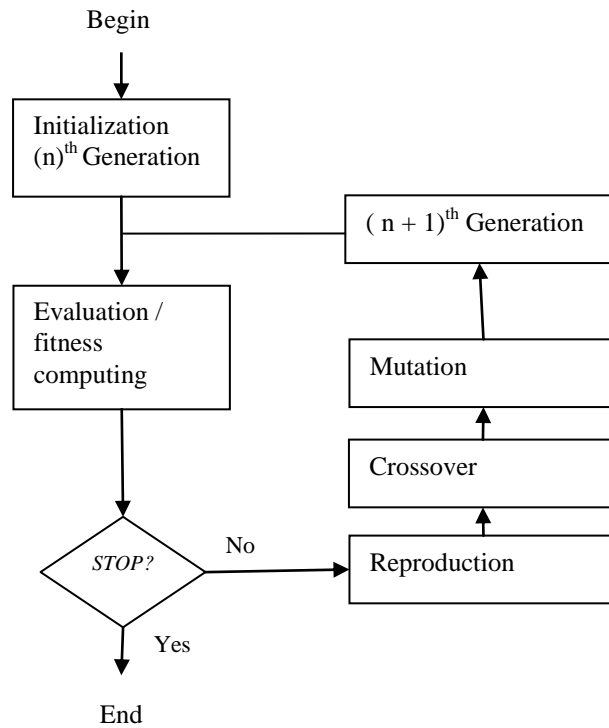 Begin
Initialization
(n)th Generation
( n + 1)th Generation
Evaluation /
fitness
computing
Mutation
Crossover
Reproduction
STOP?
No
Yes
End